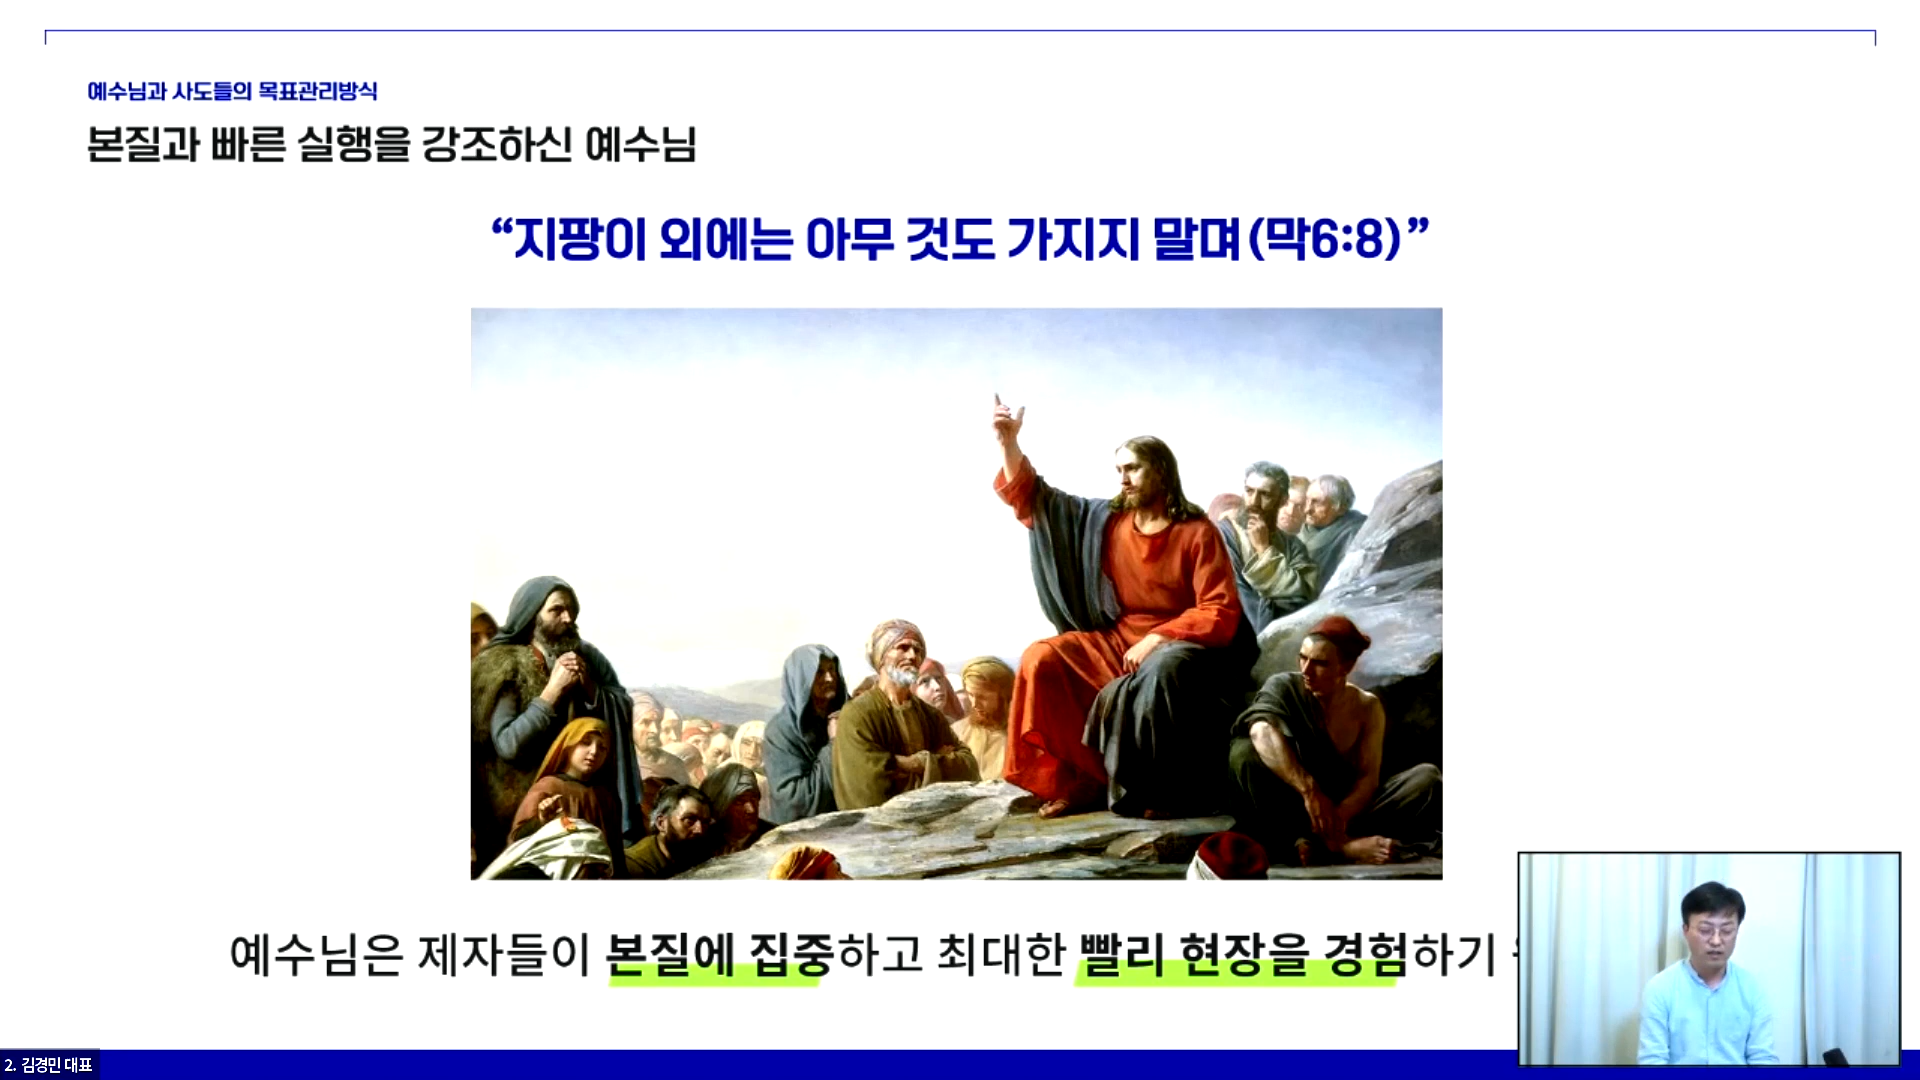 예수님과 사도들의 목표관리방식
본질과 빠른 실행을 강조하신 예수님
“지팡이 외에는 아무 것도 가지지 말며(막6:8)”
예수님은 제자들이 본질에 집중하고 최대한 빨리 현장을 경험하기
2. 김경민 대표